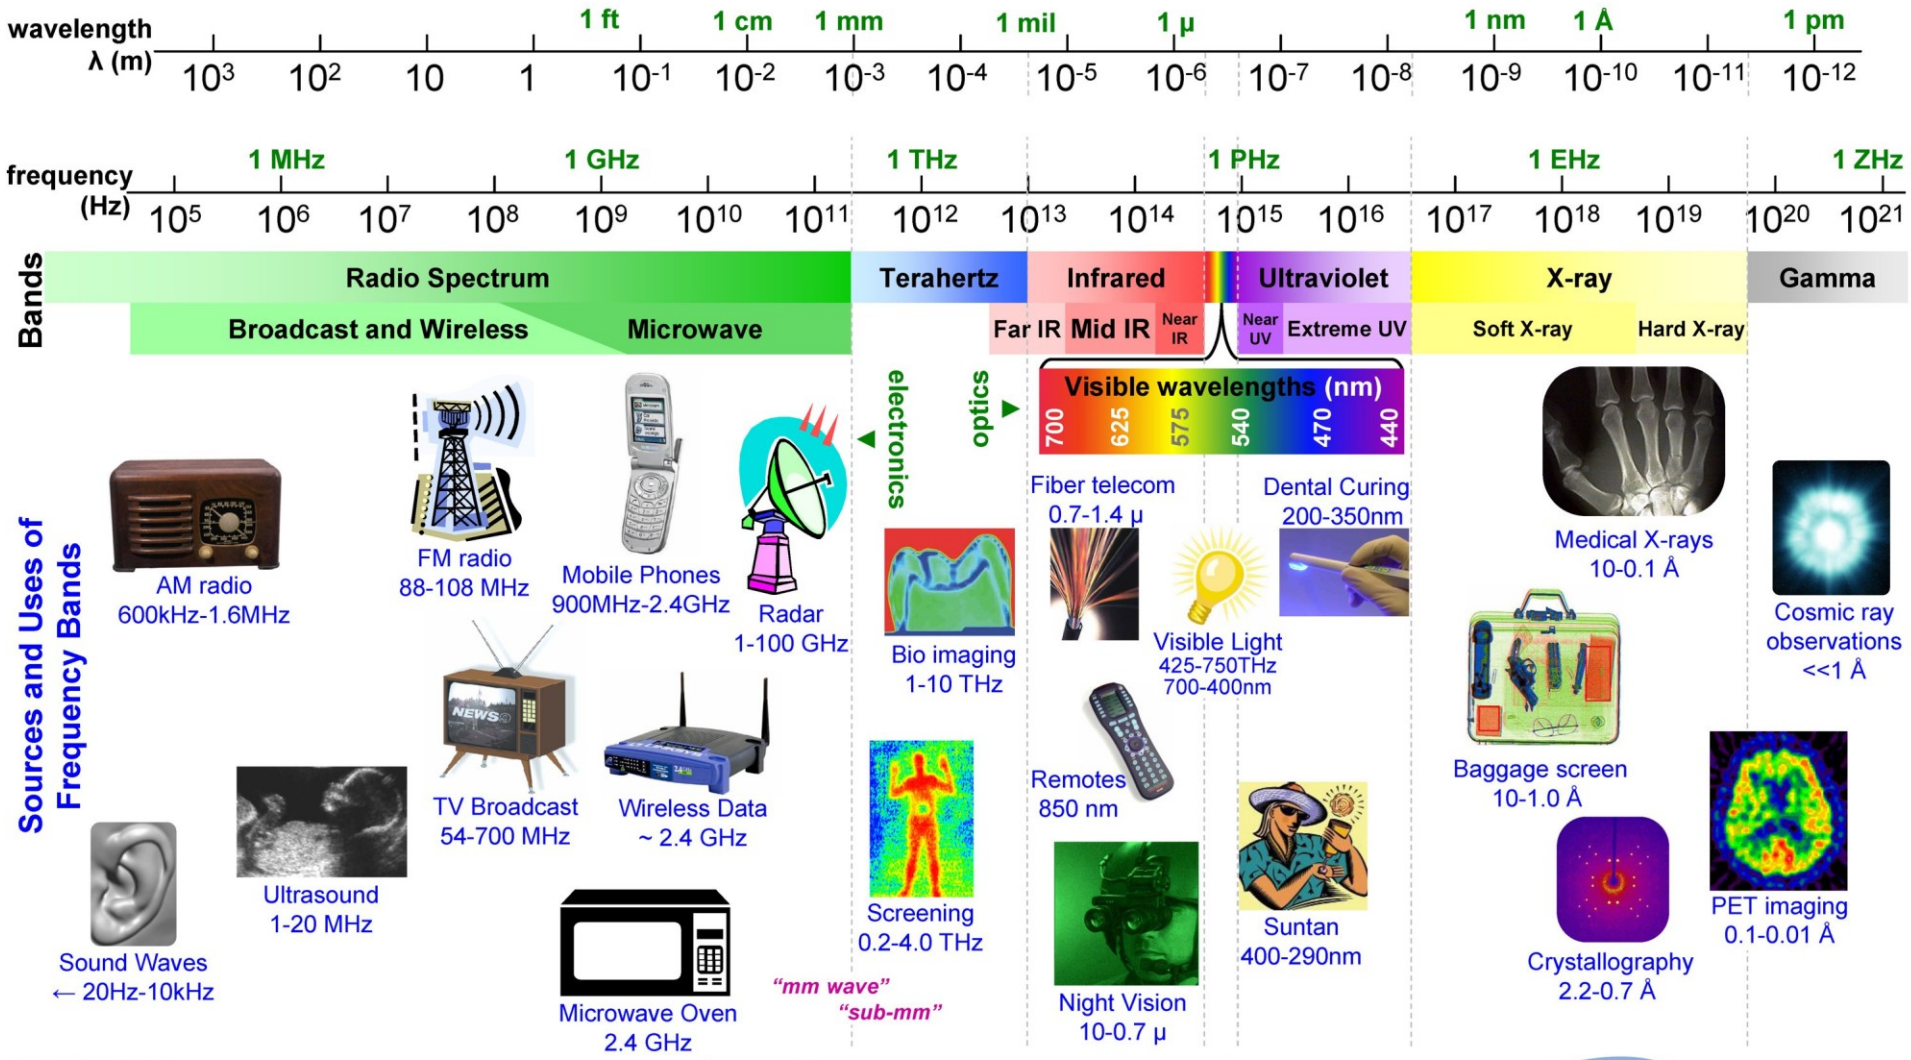 1 ft 1 cm 1 mm 1 mil 1 µ 1 nm 1 Å 1 pm
wavelength
λ (m)
10³ 10² 10 1 10⁻¹ 10⁻² 10⁻³ 10⁻⁴ 10⁻⁵ 10⁻⁶ 10⁻⁷ 10⁻⁸ 10⁻⁹ 10⁻¹⁰ 10⁻¹¹ 10⁻¹²
1 MHz 1 GHz 1 THz 1 PHz 1 EHz 1 ZHz
frequency
(Hz)
10⁵ 10⁶ 10⁷ 10⁸ 10⁹ 10¹⁰ 10¹¹ 10¹² 10¹³ 10¹⁴ 10¹⁵ 10¹⁶ 10¹⁷ 10¹⁸ 10¹⁹ 10²⁰ 10²¹
Bands
Radio Spectrum Terahertz Infrared Ultraviolet X-ray Gamma
Broadcast and Wireless Microwave Far IR Mid IR Near
IR
Near
UV
Extreme UV Soft X-ray Hard X-ray
electronics
optics
Visible wavelengths (nm)
700 625 575 540 470 440
Sources and Uses of
Frequency Bands
AM radio
600kHz-1.6MHz
FM radio
88-108 MHz
Mobile Phones
900MHz-2.4GHz
Radar
1-100 GHz
Bio imaging
1-10 THz
Fiber telecom
0.7-1.4 µ
Visible Light
425-750THz
700-400nm
Dental Curing
200-350nm
Medical X-rays
10-0.1 Å
Cosmic ray
observations
<<1 Å
Sound Waves
← 20Hz-10kHz
Ultrasound
1-20 MHz
NEWS
TV Broadcast
54-700 MHz
Wireless Data
~ 2.4 GHz
Microwave Oven
2.4 GHz
"mm wave"
"sub-mm"
Screening
0.2-4.0 THz
Remotes
850 nm
Night Vision
10-0.7 µ
Suntan
400-290nm
Baggage screen
10-1.0 Å
Crystallography
2.2-0.7 Å
PET imaging
0.1-0.01 Å